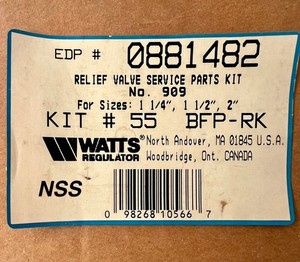 EDP # 0881482
RELIEF VALVE SERVICE PARTS KIT
No. 909
For Sizes: 1 1/4", 1 1/2", 2"
KIT # 55 BFP-RK
WATTS®
REGULATOR
North Andover, MA 01845 U.S.A.
Woodbridge, Ont. CANADA
NSS
0 98268 10566 7